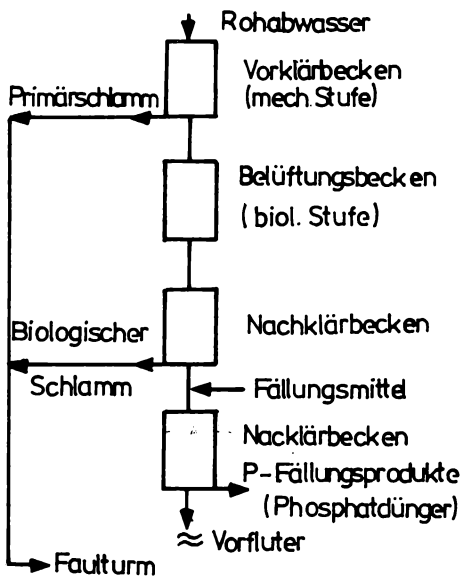 Rohabwasser
Vorklärbecken
(mech. Stufe)
Primärschlamm
Belüftungsbecken
(biol. Stufe)
Nachklärbecken
Biologischer
Schlamm
Fällungsmittel
Nacklärbecken
P-Fällungsprodukte
(Phosphatdünger)
≈ Vorfluter
Faulturm